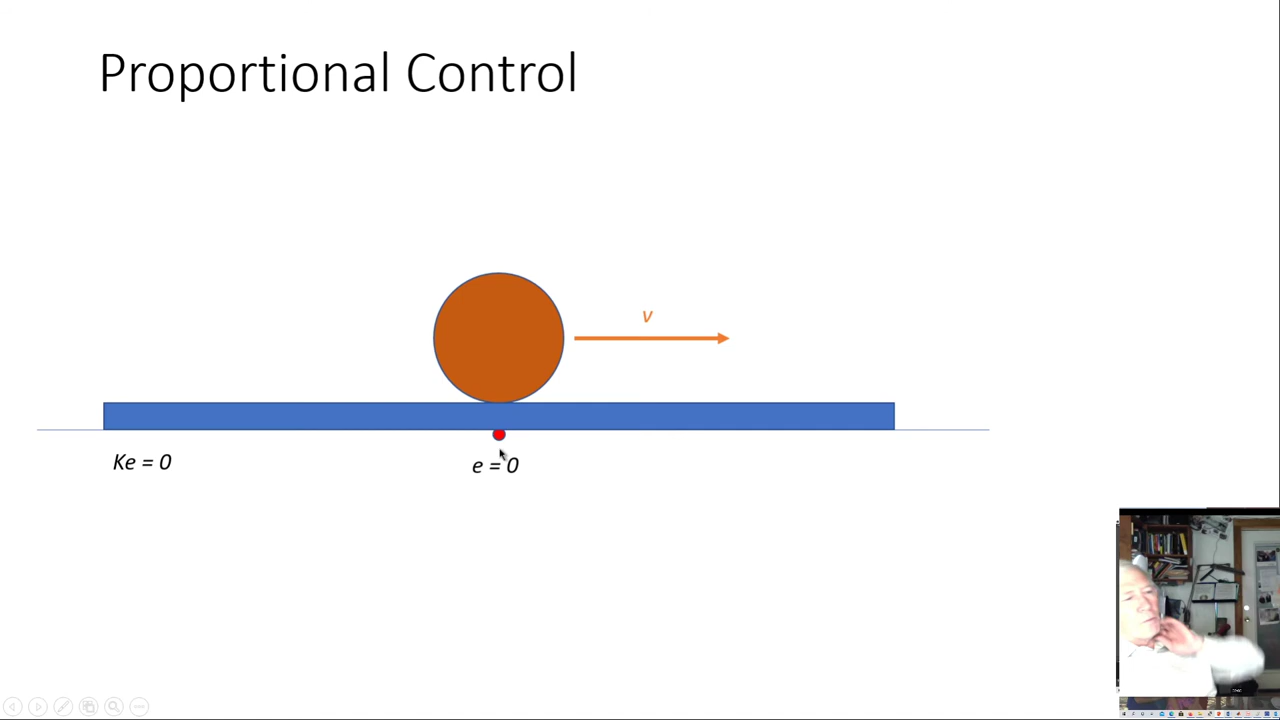 Proportional Control
v
Ke = 0
e = 0